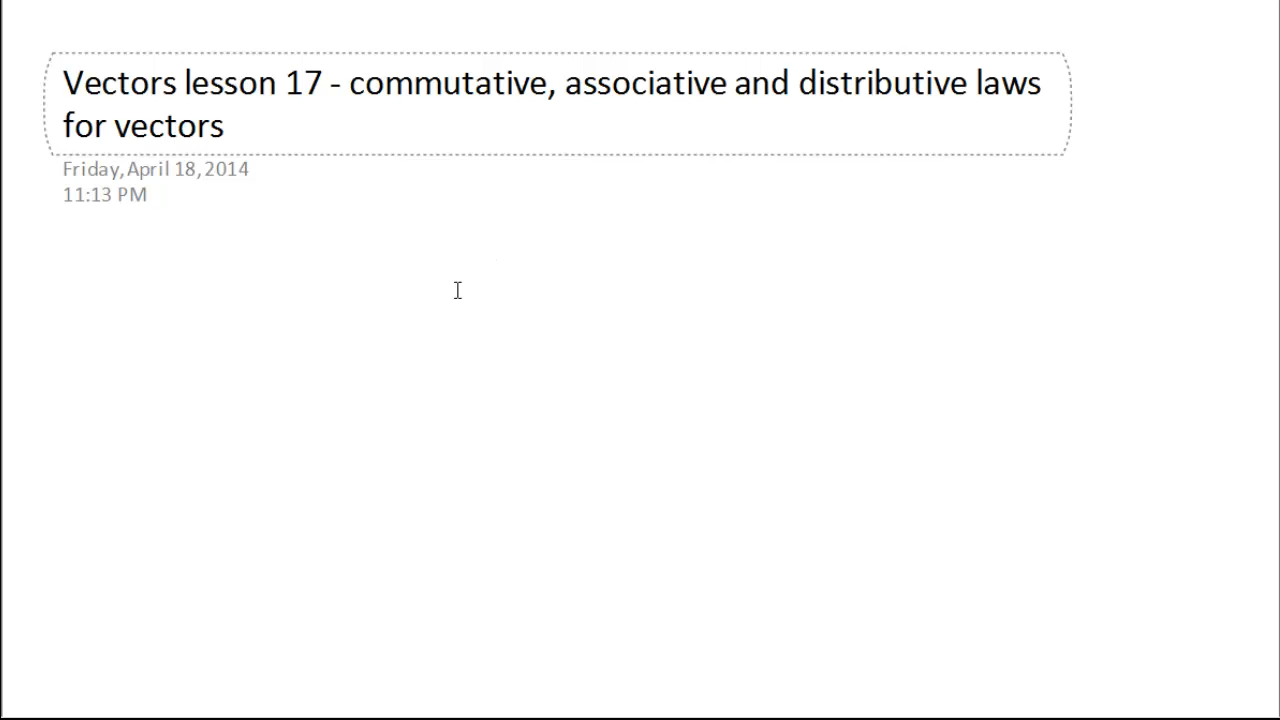 Vectors lesson 17 - commutative, associative and distributive laws
for vectors
Friday, April 18, 2014
11:13 PM